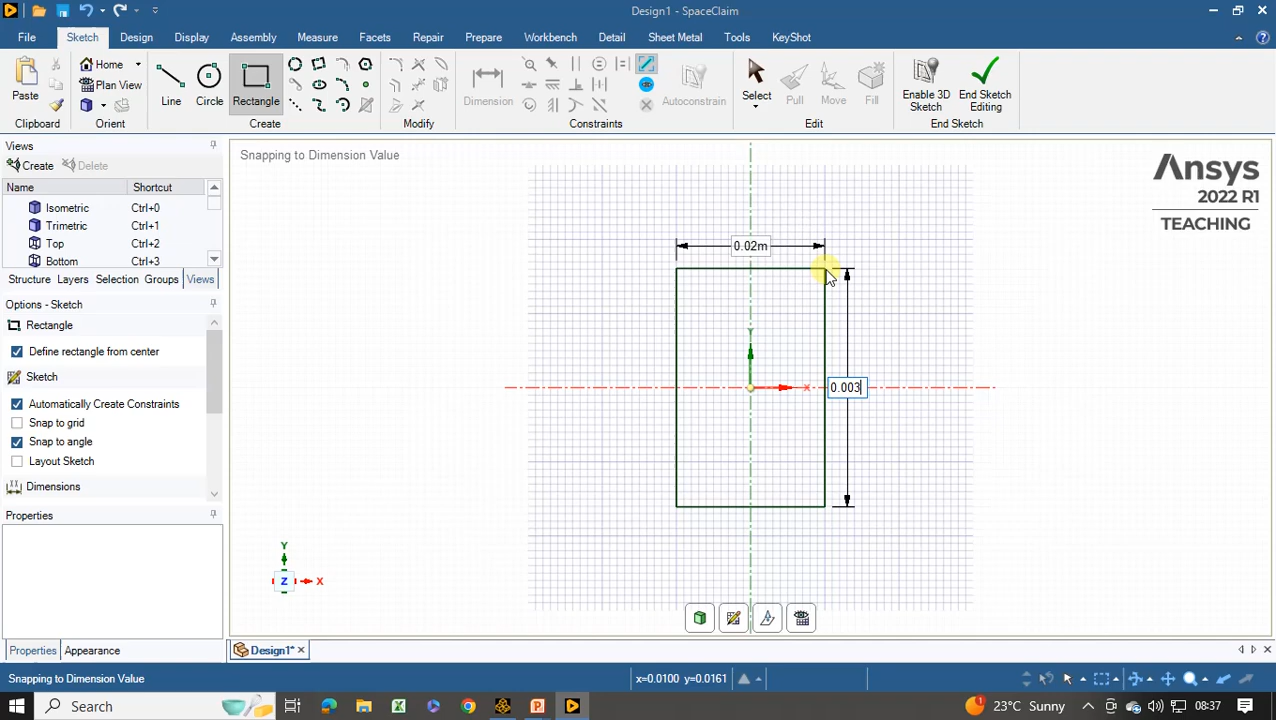 Design1 - SpaceClaim
File Sketch Design Display Assembly Measure Facets Repair Prepare Workbench Detail Sheet Metal Tools KeyShot
Paste
Home
Plan View
Line Circle Rectangle
Dimension
Autoconstrain
Select Pull Move Fill
Enable 3D
Sketch
End Sketch
Editing
Clipboard Orient Create Modify Constraints Edit End Sketch
Views
Create Delete
Name Shortcut
Isometric Ctrl+0
Trimetric Ctrl+1
Top Ctrl+2
Bottom Ctrl+3
Structure Layers Selection Groups Views
Options - Sketch
Rectangle
Define rectangle from center
Sketch
Automatically Create Constraints
Snap to grid
Snap to angle
Layout Sketch
Dimensions
Properties
Properties Appearance
Snapping to Dimension Value
Ansys
2022 R1
TEACHING
0.02m
Y
X
0.003
Y
Z X
Design1*
Snapping to Dimension Value
x=0.0100 y=0.0161
Search
23°C Sunny
08:37
1